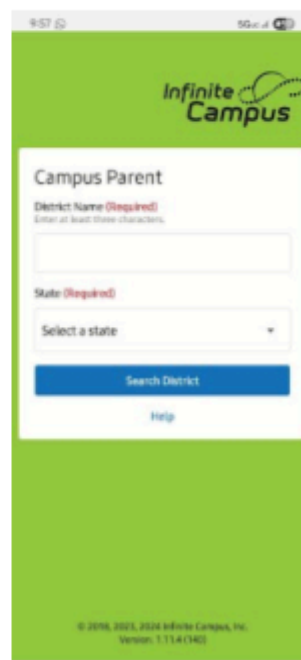 9:57
5G
Infinite
Campus
Campus Parent
District Name (Required)
Enter at least three characters.
State (Required)
Select a state
Search District
Help
© 2018, 2023, 2024 Infinite Campus, Inc.
Version: 1.11.4 (140)